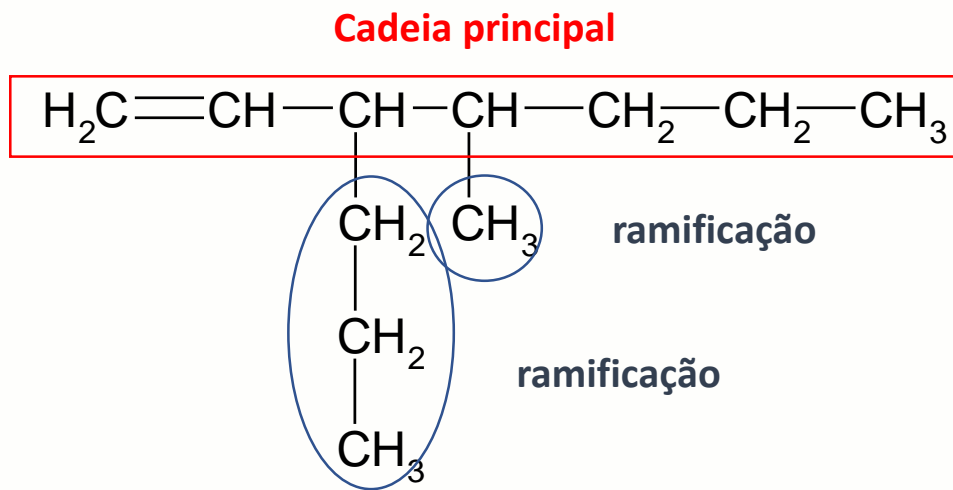 Cadeia principal
H₂C=CH—CH—CH—CH₂—CH₂—CH₃
CH₂ CH₃ ramificação
CH₂
ramificação
CH₃